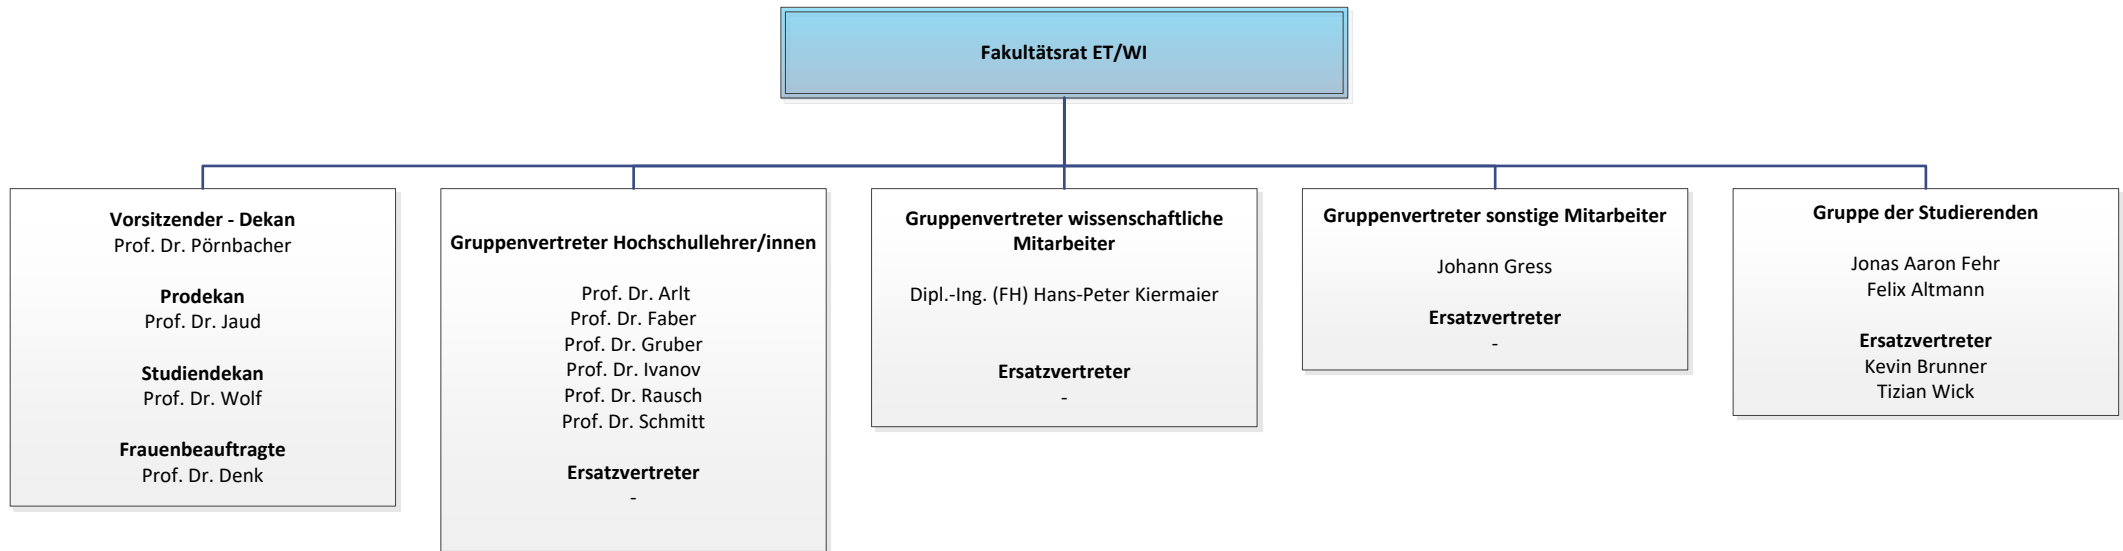 Fakultätsrat ET/WI
Vorsitzender - Dekan
Prof. Dr. Pörnbacher
Prodekan
Prof. Dr. Jaud
Studiendekan
Prof. Dr. Wolf
Frauenbeauftragte
Prof. Dr. Denk
Gruppenvertreter Hochschullehrer/innen
Prof. Dr. Arlt
Prof. Dr. Faber
Prof. Dr. Gruber
Prof. Dr. Ivanov
Prof. Dr. Rausch
Prof. Dr. Schmitt
Ersatzvertreter
-
Gruppenvertreter wissenschaftliche
Mitarbeiter
Dipl.-Ing. (FH) Hans-Peter Kiermaier
Ersatzvertreter
-
Gruppenvertreter sonstige Mitarbeiter
Johann Gress
Ersatzvertreter
-
Gruppe der Studierenden
Jonas Aaron Fehr
Felix Altmann
Ersatzvertreter
Kevin Brunner
Tizian Wick